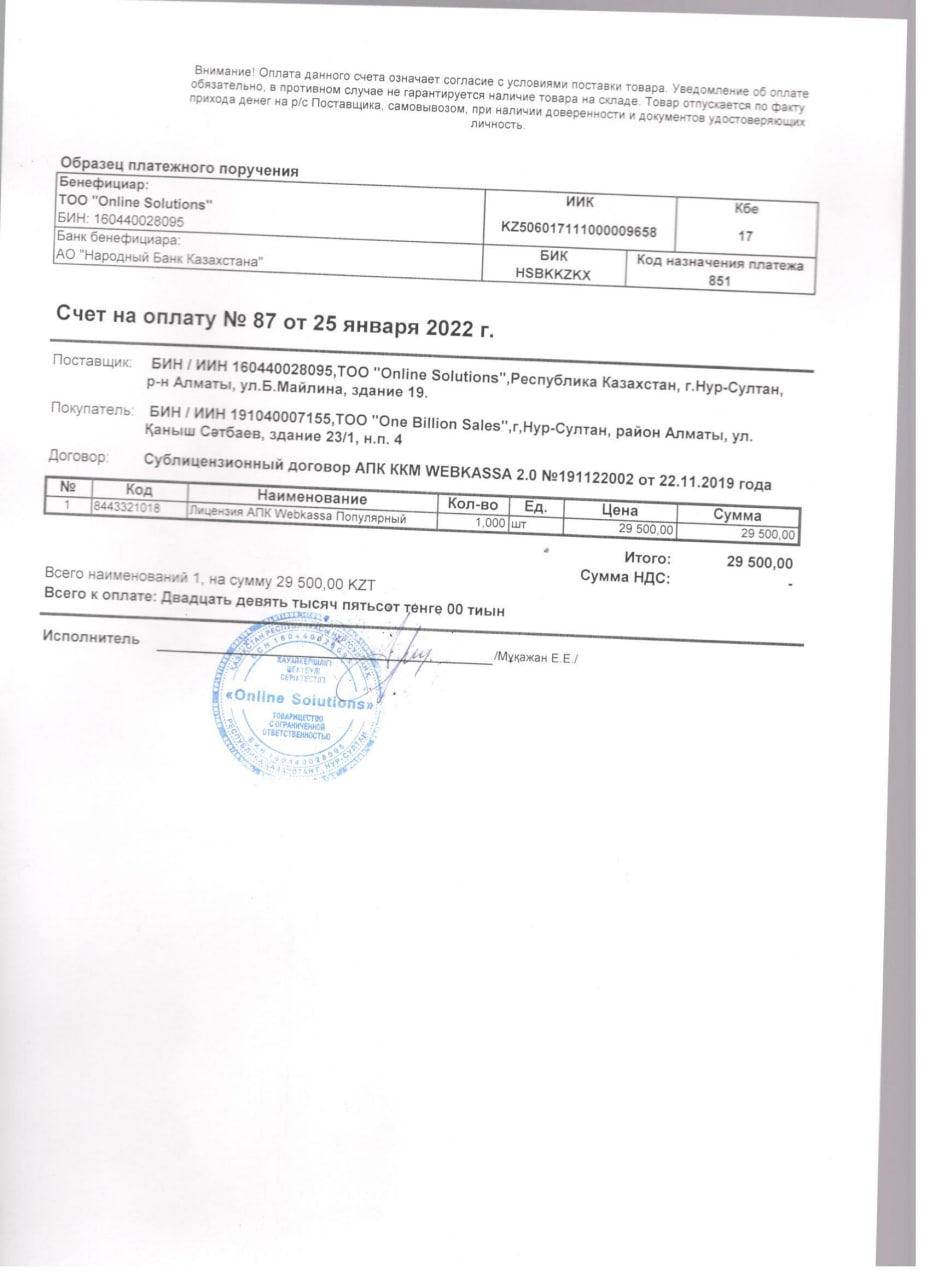 Внимание! Оплата данного счета означает согласие с условиями поставки товара. Уведомление об оплате
обязательно, в противном случае не гарантируется наличие товара на складе. Товар отпускается по факту
прихода денег на р/с Поставщика, самовывозом, при наличии доверенности и документов удостоверяющих
личность.
Образец платежного поручения
Бенефициар: ИИК Кбе
ТОО "Online Solutions"
БИН: 160440028095 KZ506017111000009658 17
Банк бенефициара: БИК Код назначения платежа
АО "Народный Банк Казахстана" HSBKKZKX 851
Счет на оплату № 87 от 25 января 2022 г.
Поставщик: БИН / ИИН 160440028095,ТОО "Online Solutions",Республика Казахстан, г.Нур-Султан,
р-н Алматы, ул.Б.Майлина, здание 19.
Покупатель: БИН / ИИН 191040007155,ТОО "One Billion Sales",г,Нур-Султан, район Алматы, ул.
Қаныш Сәтбаев, здание 23/1, н.п. 4
Договор: Сублицензионный договор АПК ККМ WEBKASSA 2.0 №191122002 от 22.11.2019 года
№ Код Наименование Кол-во Ед. Цена Сумма
1 8443321018 Лицензия АПК Webkassa Популярный 1,000 шт 29 500,00 29 500,00
Итого: 29 500,00
Сумма НДС: -
Всего наименований 1, на сумму 29 500,00 KZT
Всего к оплате: Двадцать девять тысяч пятьсот тенге 00 тиын
Исполнитель /Мұқажан Е.Е./
ЖАУАПКЕРШІЛІГІ
ШЕКТЕУЛІ
СЕРІКТЕСТІГІ
«Online Solutions»
ТОВАРИЩЕСТВО
С ОГРАНИЧЕННОЙ
ОТВЕТСТВЕННОСТЬЮ
БИН 160440028095
РЕСПУБЛИКА КАЗАХСТАН Г. НУР-СУЛТАН